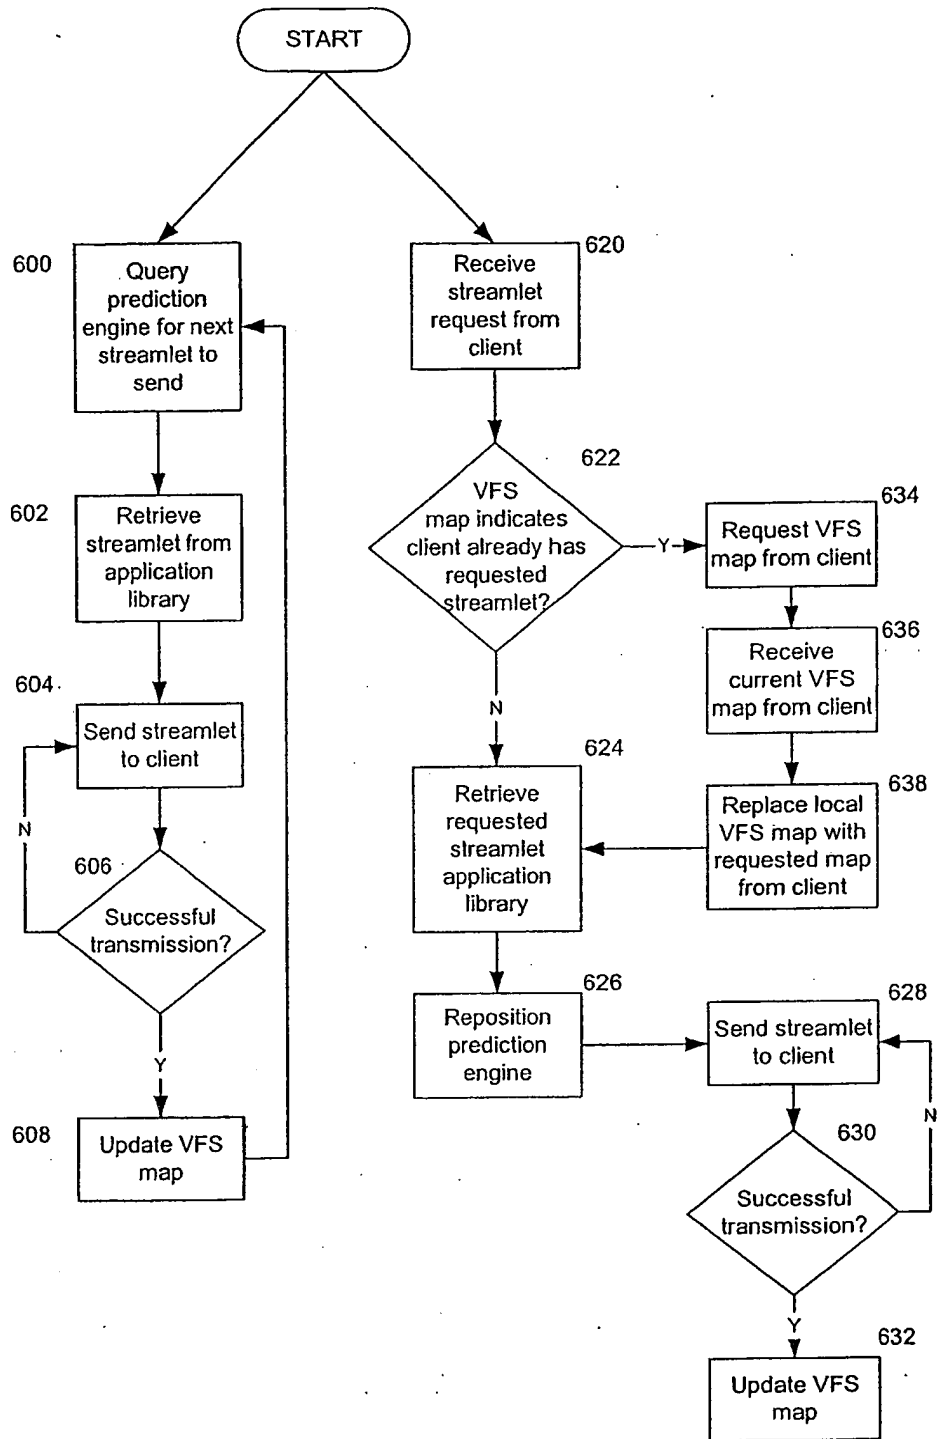 START
600
Query
prediction
engine for next
streamlet to
send
602
Retrieve
streamlet from
application
library
604.
Send streamlet
to client
N
606
Successful
transmission?
Y
608
Update VFS
map
620
Receive
streamlet
request from
client
622
VFS
map indicates
client already has
requested
streamlet?
Y
N
634
Request VFS
map from client
636
Receive
current VFS
map from client
638
Replace local
VFS map with
requested map
from client
624
Retrieve
requested
streamlet
application
library
626
Reposition
prediction
engine
628
Send streamlet
to client
N
630
Successful
transmission?
Y
632
Update VFS
map